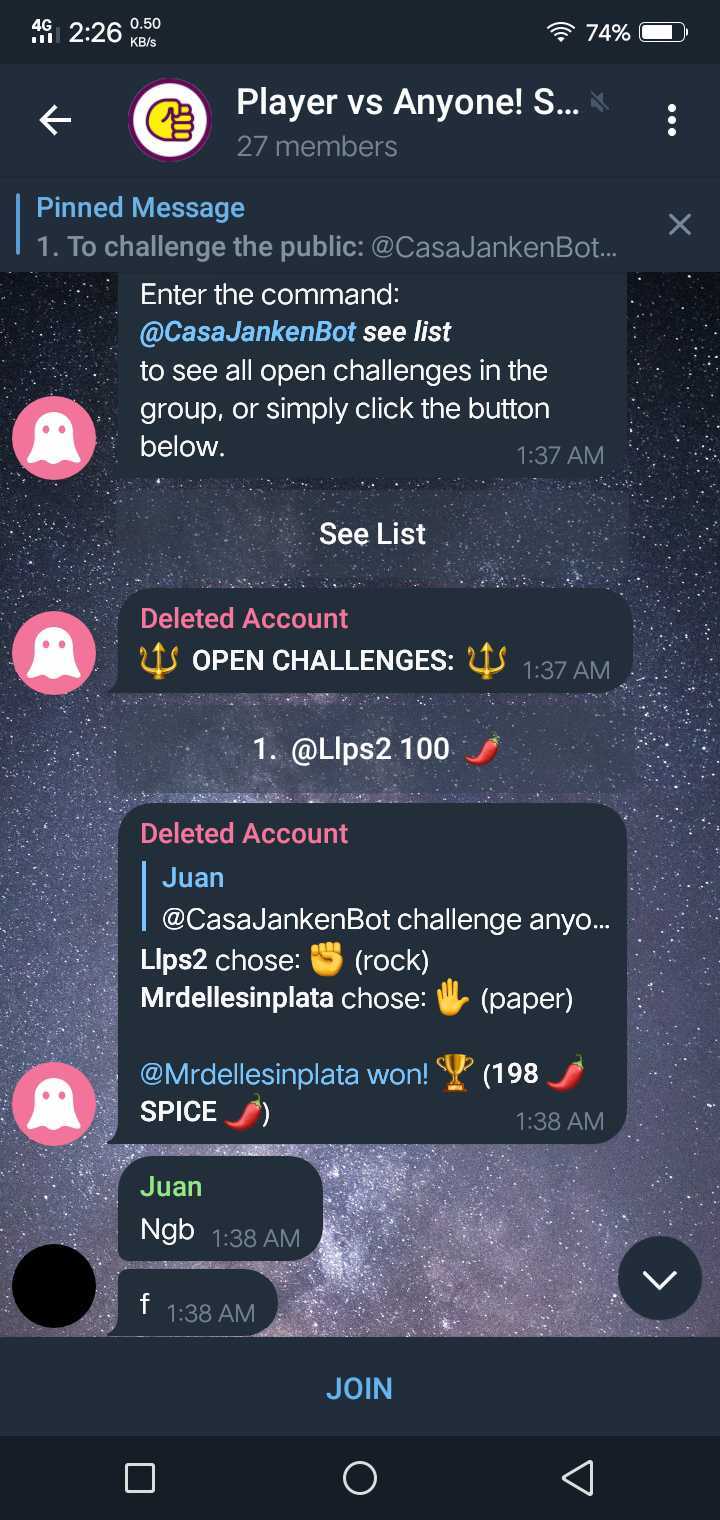 4G 2:26 0.50 KB/s 74%
Player vs Anyone! S...
27 members
Pinned Message
1. To challenge the public: @CasaJankenBot...
Enter the command:
@CasaJankenBot see list
to see all open challenges in the
group, or simply click the button
below. 1:37 AM
See List
Deleted Account
🔱 OPEN CHALLENGES: 🔱 1:37 AM
1. @Llps2 100 🌶️
Deleted Account
Juan
@CasaJankenBot challenge anyo...
Llps2 chose: ✊ (rock)
Mrdellesinplata chose: ✋ (paper)
@Mrdellesinplata won! 🏆 (198 🌶️
SPICE 🌶️) 1:38 AM
Juan
Ngb 1:38 AM
f 1:38 AM
JOIN